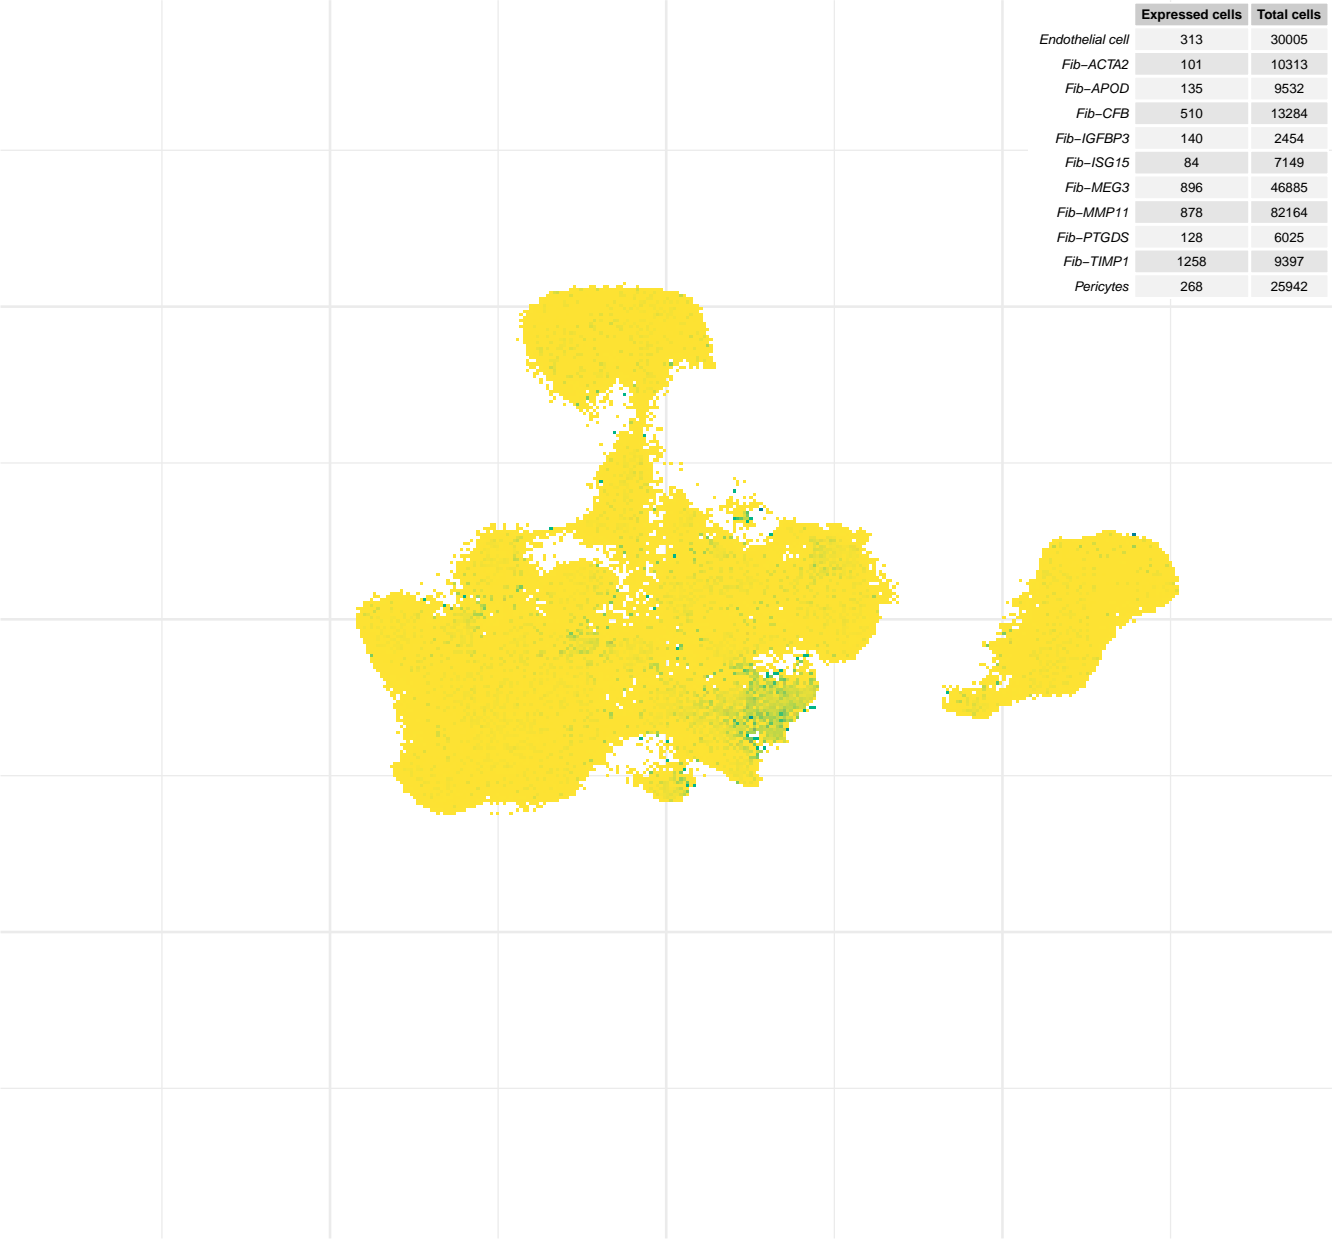 Expressed cells Total cells
Endothelial cell 313 30005
Fib−ACTA2 101 10313
Fib−APOD 135 9532
Fib−CFB 510 13284
Fib−IGFBP3 140 2454
Fib−ISG15 84 7149
Fib−MEG3 896 46885
Fib−MMP11 878 82164
Fib−PTGDS 128 6025
Fib−TIMP1 1258 9397
Pericytes 268 25942